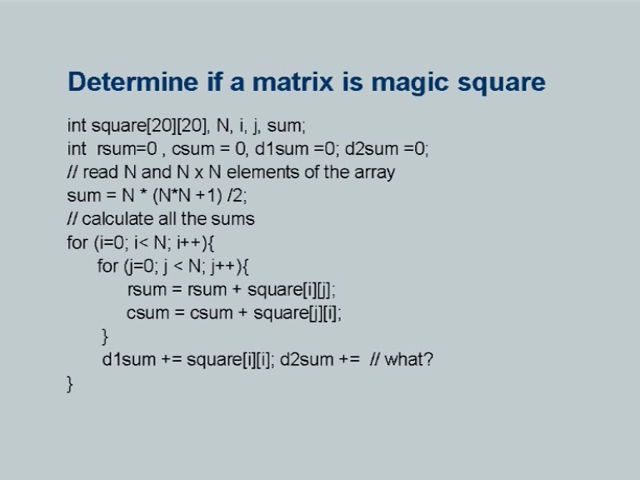 Determine if a matrix is magic square
int square[20][20], N, i, j, sum;
int rsum=0 , csum = 0, d1sum =0; d2sum =0;
// read N and N x N elements of the array
sum = N * (N*N +1) /2;
// calculate all the sums
for (i=0; i< N; i++){
for (j=0; j < N; j++){
rsum = rsum + square[i][j];
csum = csum + square[j][i];
}
d1sum += square[i][i]; d2sum += // what?
}